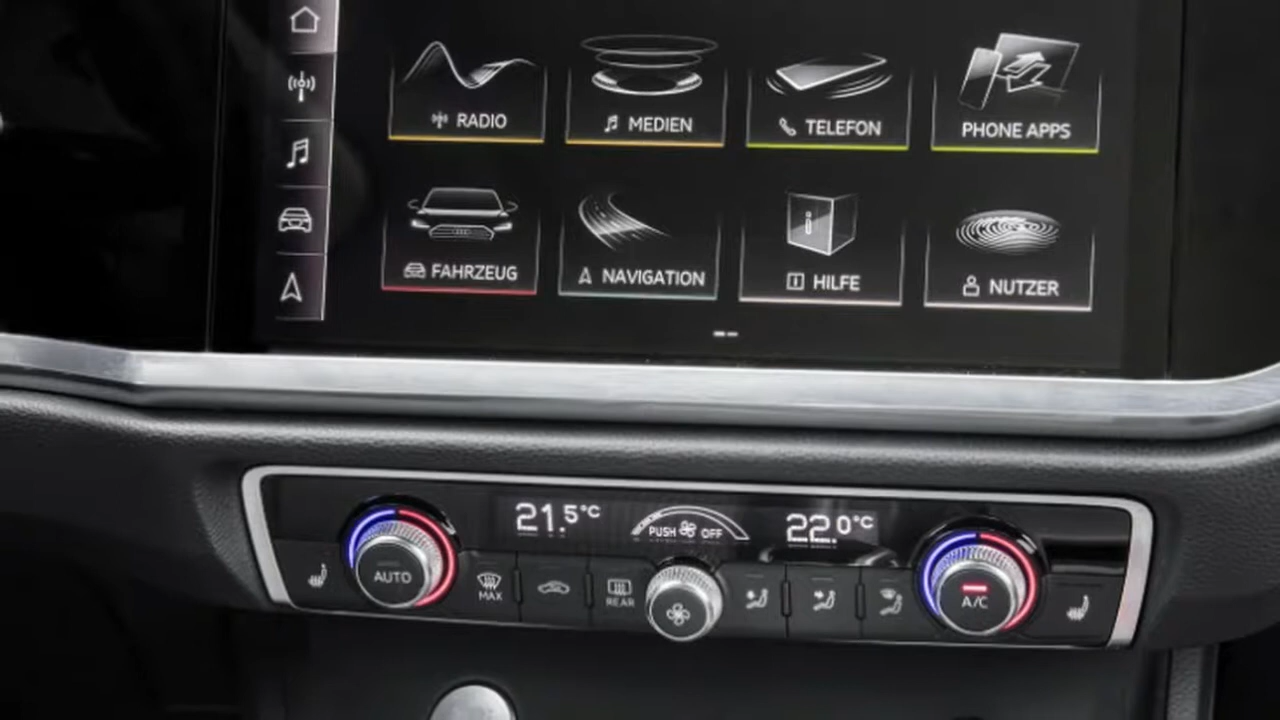 RADIO
MEDIEN
TELEFON
PHONE APPS
FAHRZEUG
NAVIGATION
HILFE
NUTZER
21.5°C
PUSH OFF
22.0°C
AUTO
MAX
REAR
A/C